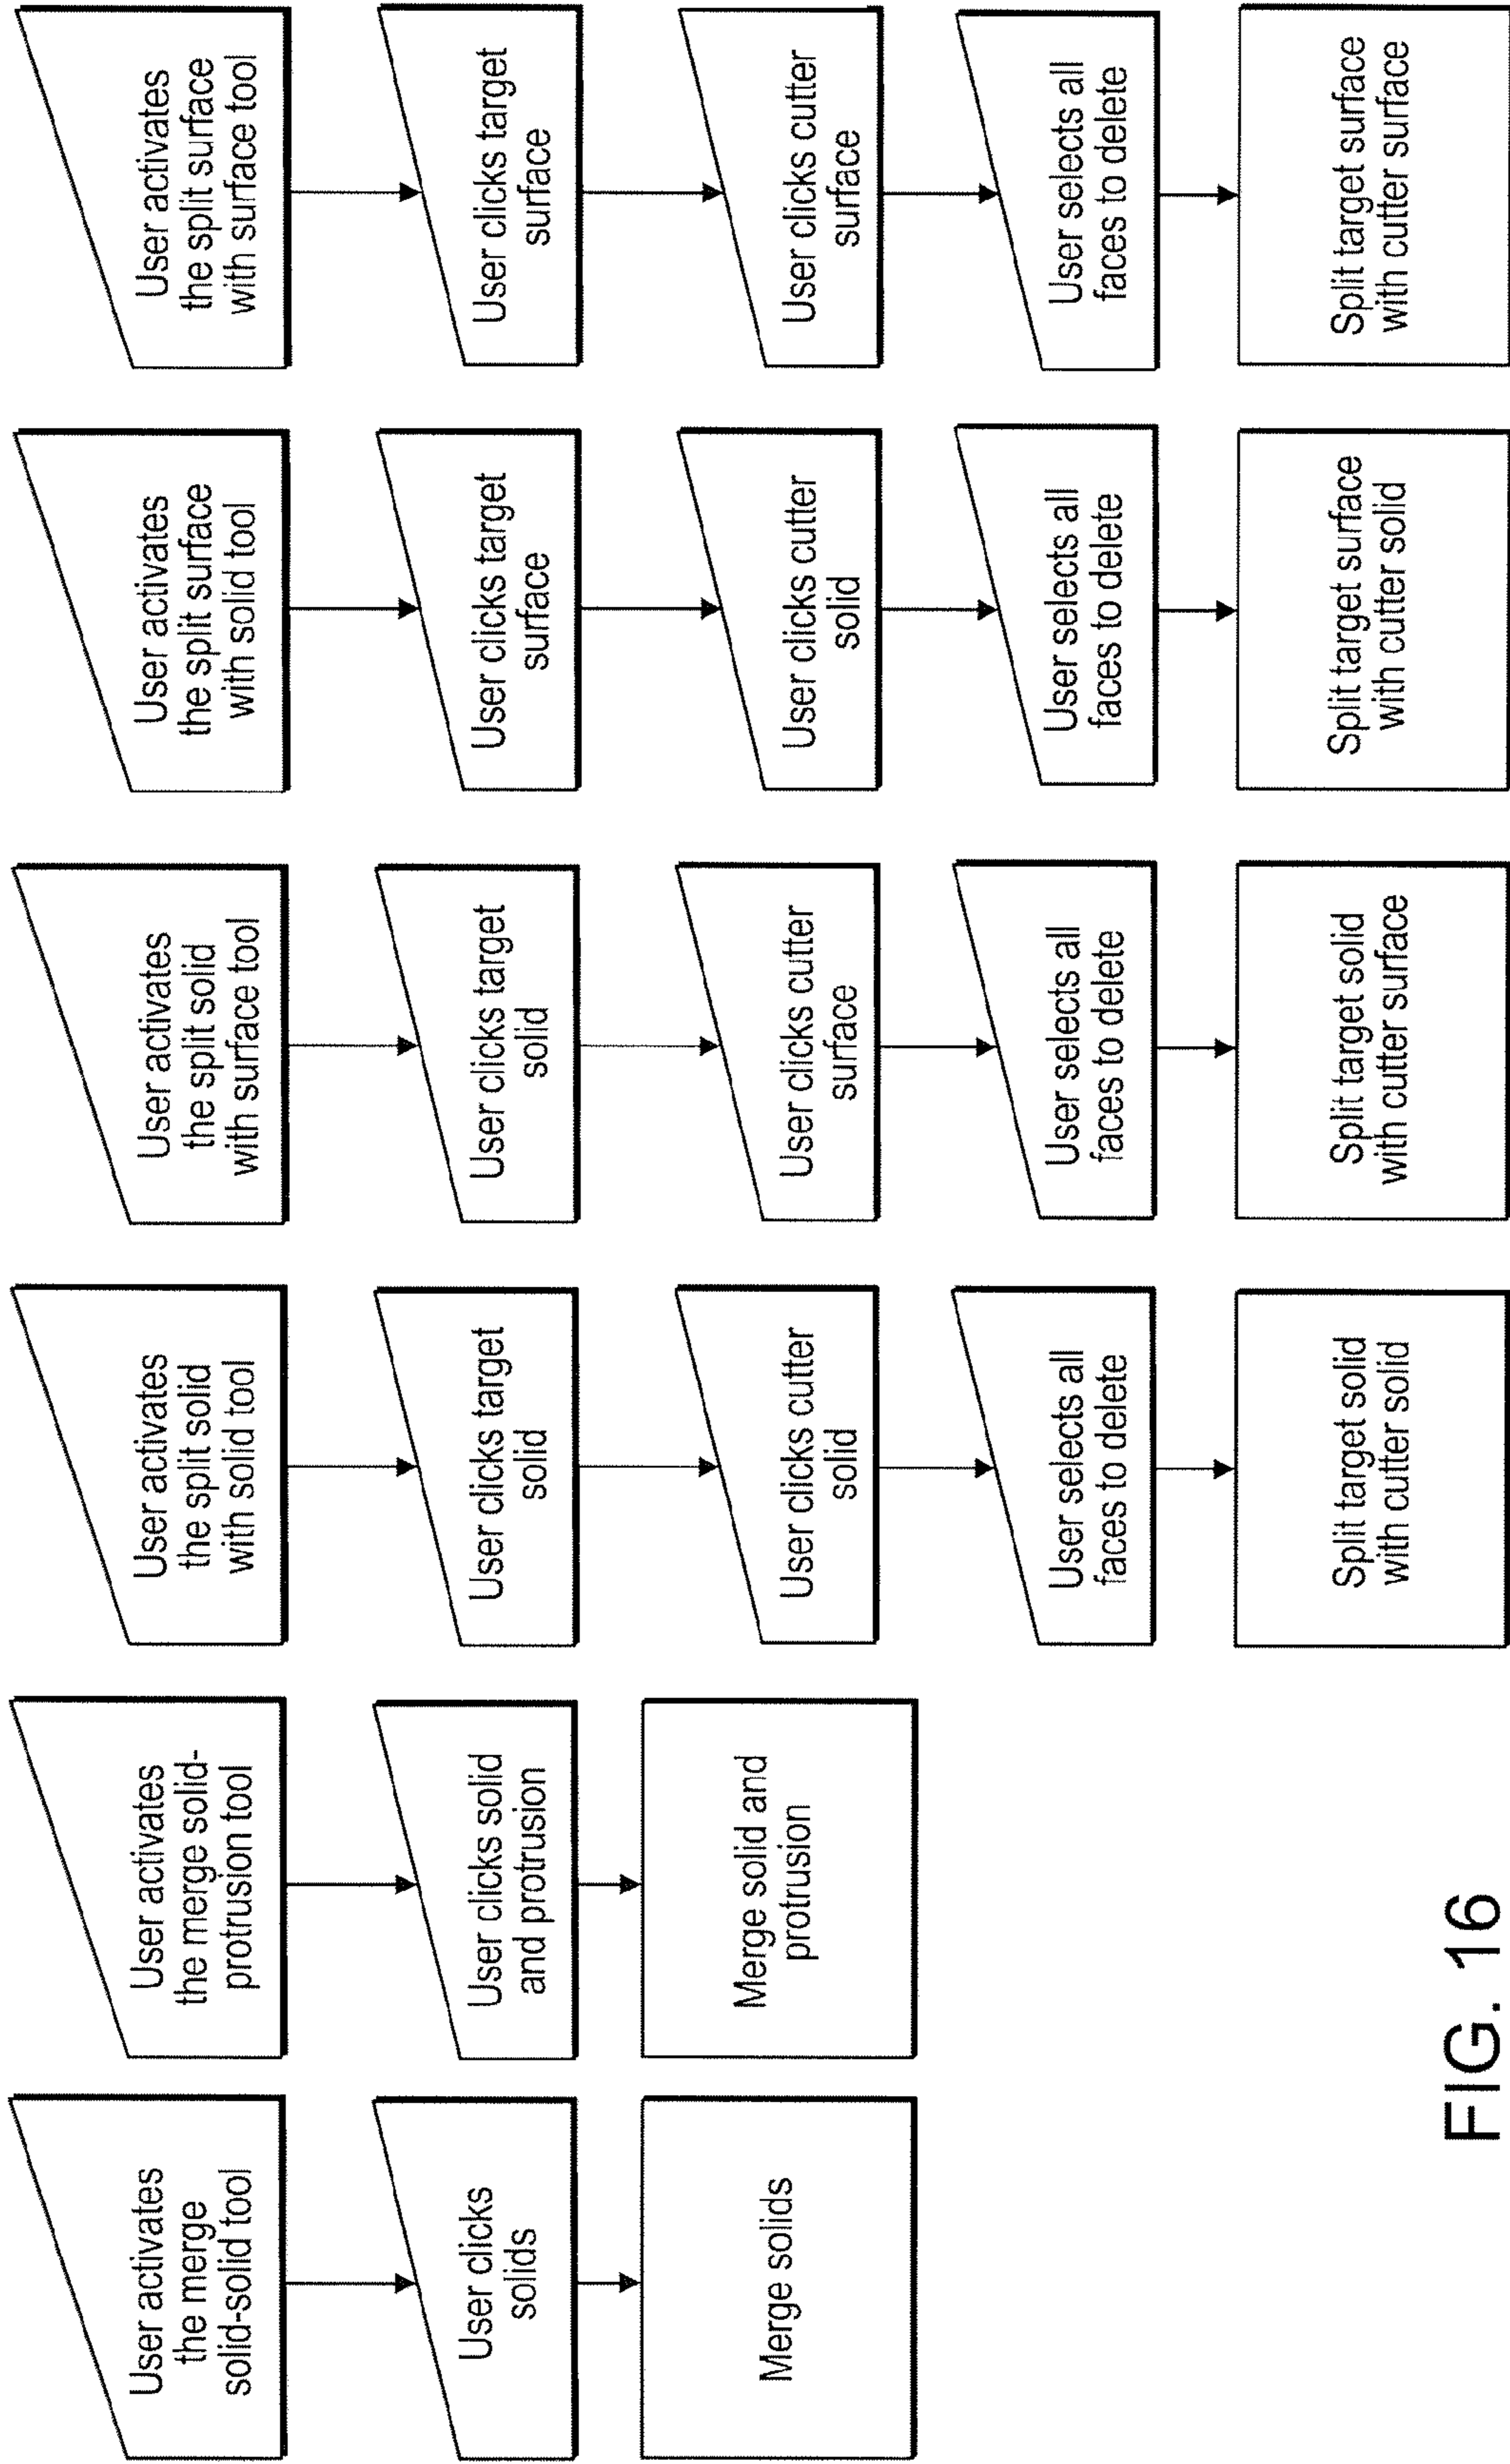 User activates
the merge
solid-solid tool
User clicks
solids
Merge solids
User activates
the merge solid-
protrusion tool
User clicks solid
and protrusion
Merge solid and
protrusion
User activates
the split solid
with solid tool
User clicks target
solid
User clicks cutter
solid
User selects all
faces to delete
Split target solid
with cutter solid
User activates
the split solid
with surface tool
User clicks target
solid
User clicks cutter
surface
User selects all
faces to delete
Split target solid
with cutter surface
User activates
the split surface
with solid tool
User clicks target
surface
User clicks cutter
solid
User selects all
faces to delete
Split target surface
with cutter solid
User activates
the split surface
with surface tool
User clicks target
surface
User clicks cutter
surface
User selects all
faces to delete
Split target surface
with cutter surface
FIG. 16